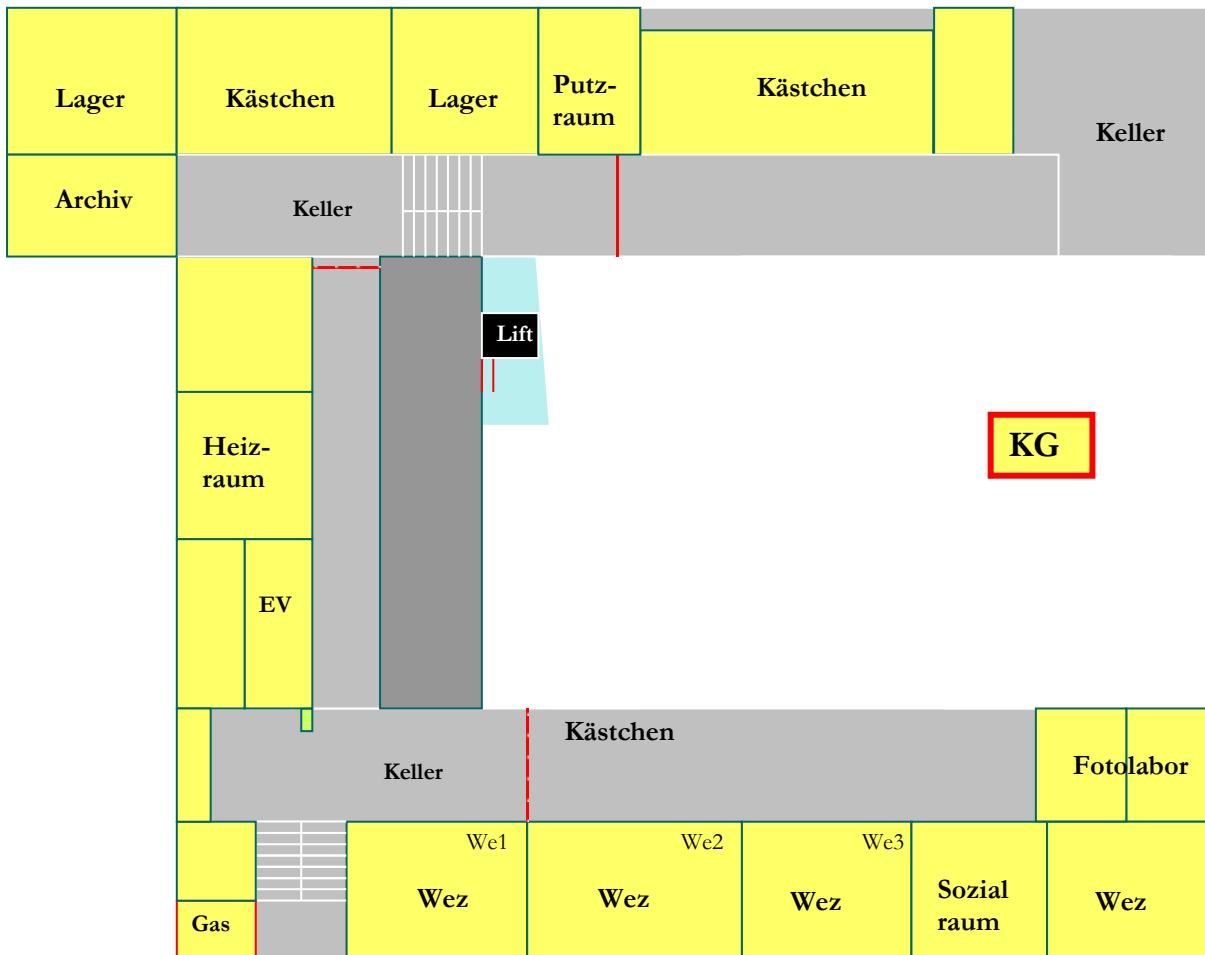 Lager
Kästchen
Lager
Putz-
raum
Kästchen
Keller
Archiv
Keller
Lift
KG
Heiz-
raum
EV
Kästchen
Keller
Fotolabor
We1
We2
We3
Wez
Wez
Wez
Sozial
raum
Wez
Gas